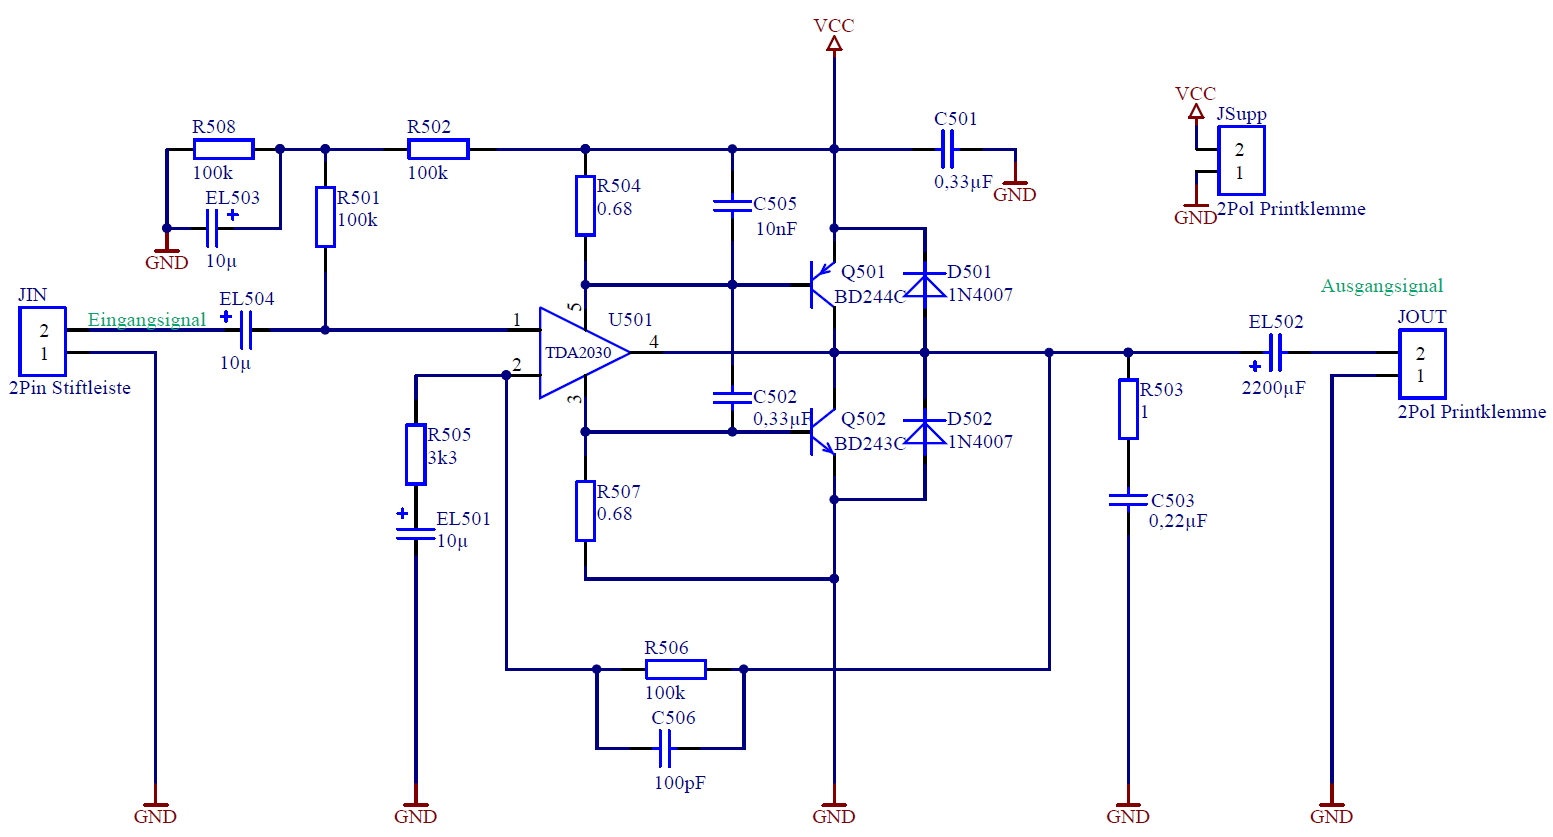 VCC
VCC
JSupp
2
1
GND
2Pol Printklemme
C501
0,33µF
GND
R508
100k
R502
100k
EL503
10µ
GND
R501
100k
R504
0.68
C505
10nF
Q501
BD244C
D501
1N4007
JIN
2
1
2Pin Stiftleiste
Eingangsignal
EL504
10µ
1
2
5
3
4
U501
TDA2030
Ausgangsignal
EL502
2200µF
JOUT
2
1
2Pol Printklemme
C502
0,33µF
Q502
BD243C
D502
1N4007
R503
1
R505
3k3
EL501
10µ
R507
0.68
C503
0,22µF
R506
100k
C506
100pF
GND
GND
GND
GND
GND